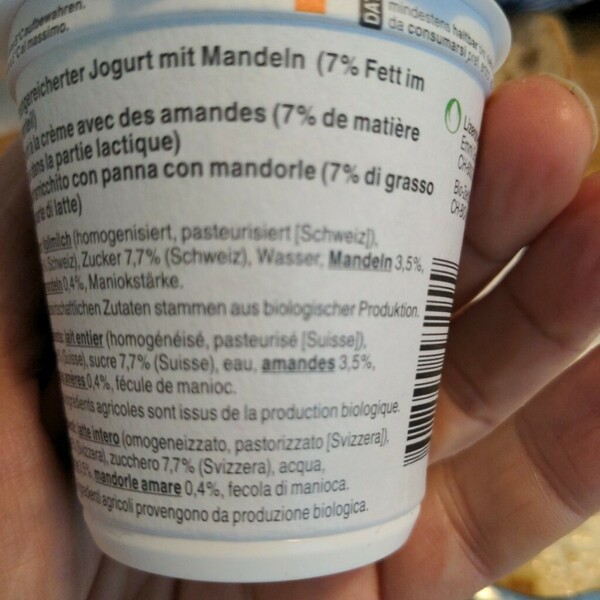 Aufbewahren.
nassimo.
DA
mindestens haltbar
da consumarsi
Jogurt mit Mandeln (7% Fett im
à la crème avec des amandes (7% de matière
dans la partie lactique)
con panna con mandorle (7% di grasso
di latte)
(homogenisiert, pasteurisiert [Schweiz]),
Zucker 7,7% (Schweiz), Wasser, Mandeln 3,5%,
0,4%, Maniokstärke.
Zutaten stammen aus biologischer Produktion.
lait entier (homogénéisé, pasteurisé [Suisse]),
sucre 7,7% (Suisse), eau, amandes 3,5%,
0,4%, fécule de manioc.
agricoles sont issus de la production biologique.
latte intero (omogeneizzato, pastorizzato [Svizzera]),
zucchero 7,7% (Svizzera), acqua,
mandorle amare 0,4%, fecola di manioca.
agricoli provengono da produzione biologica.